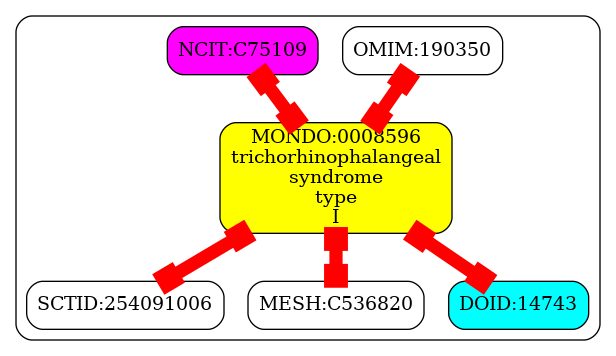 NCIT:C75109
OMIM:190350
MONDO:0008596
trichorhinophalangeal
syndrome
type
I
SCTID:254091006
MESH:C536820
DOID:14743